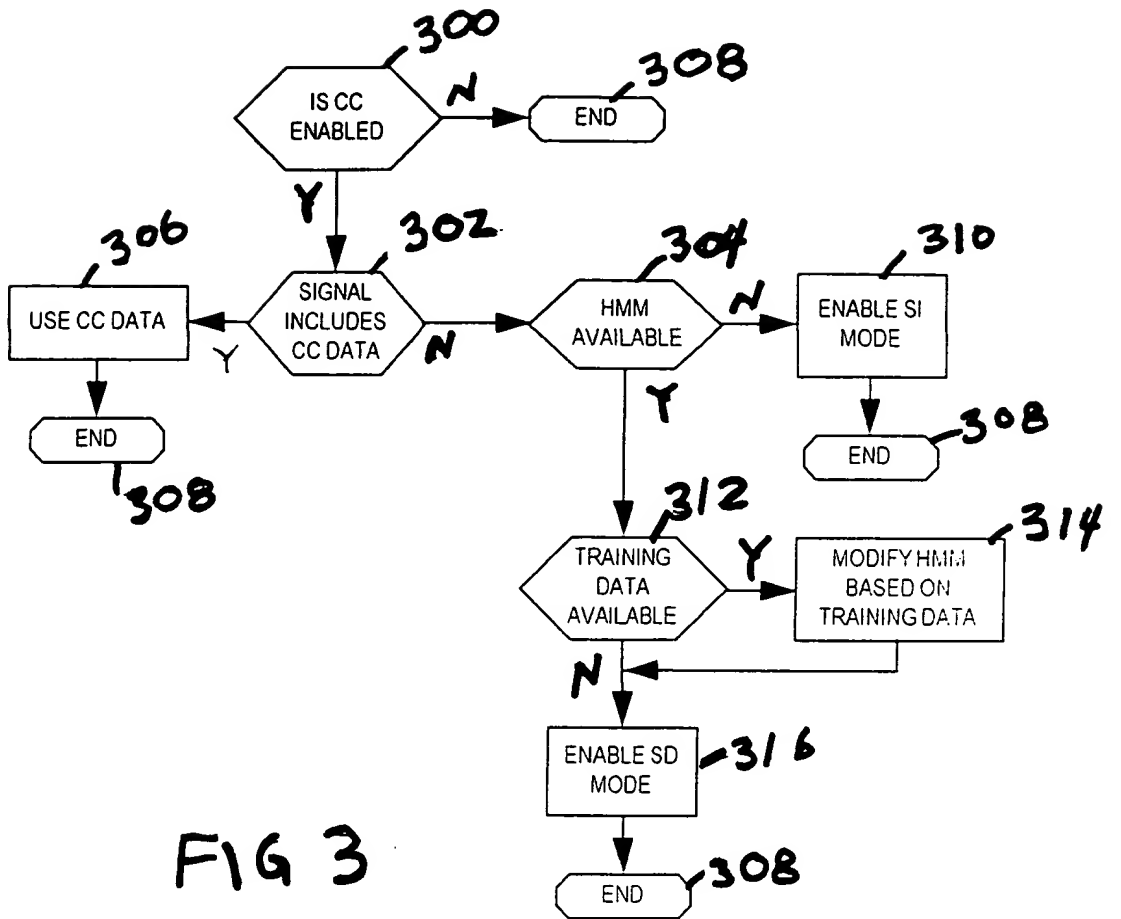 300
IS CC
ENABLED
N
308
END
Y
306
302
304
310
USE CC DATA
Y
SIGNAL
INCLUDES
CC DATA
N
HMM
AVAILABLE
N
ENABLE SI
MODE
END
308
Y
END
308
312
314
TRAINING
DATA
AVAILABLE
Y
MODIFY HMM
BASED ON
TRAINING DATA
N
ENABLE SD
MODE
316
END
308
FIG 3